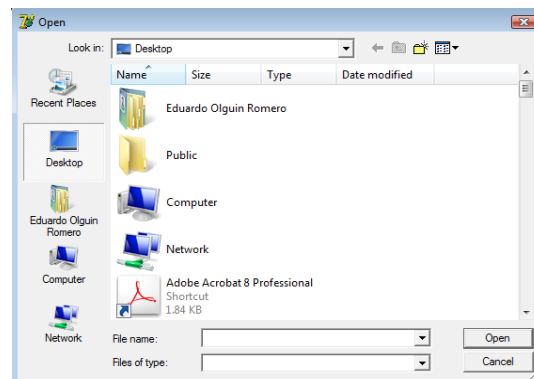 Open
Look in:
Desktop
Name Size Type Date modified
Recent Places
Desktop
Eduardo Olguin
Romero
Computer
Network
Eduardo Olguin Romero
Public
Computer
Network
Adobe Acrobat 8 Professional
Shortcut
1.84 KB
File name:
Open
Files of type:
Cancel